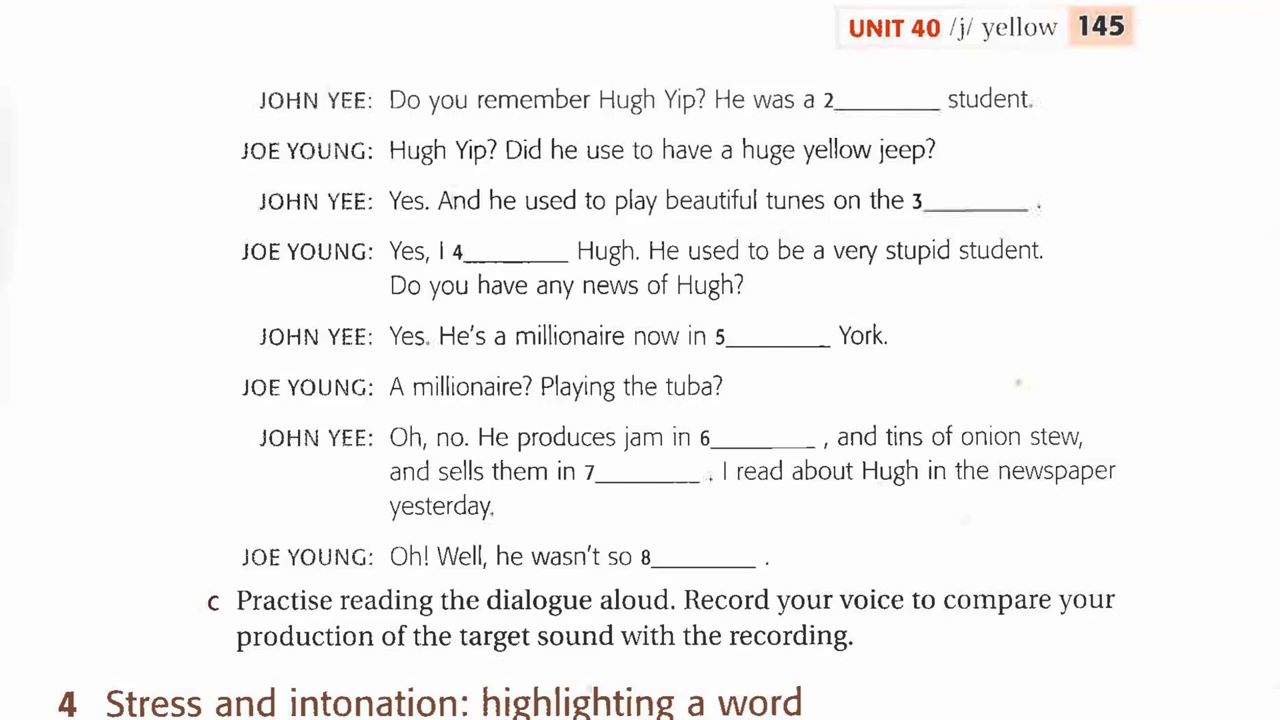 UNIT 40 /j/ yellow 145
JOHN YEE: Do you remember Hugh Yip? He was a 2________ student.
JOE YOUNG: Hugh Yip? Did he use to have a huge yellow jeep?
JOHN YEE: Yes. And he used to play beautiful tunes on the 3________ .
JOE YOUNG: Yes, I 4________ Hugh. He used to be a very stupid student.
Do you have any news of Hugh?
JOHN YEE: Yes. He's a millionaire now in 5________ York.
JOE YOUNG: A millionaire? Playing the tuba?
JOHN YEE: Oh, no. He produces jam in 6________ , and tins of onion stew,
and sells them in 7________ . I read about Hugh in the newspaper
yesterday.
JOE YOUNG: Oh! Well, he wasn't so 8________ .
c Practise reading the dialogue aloud. Record your voice to compare your
production of the target sound with the recording.
4 Stress and intonation: highlighting a word